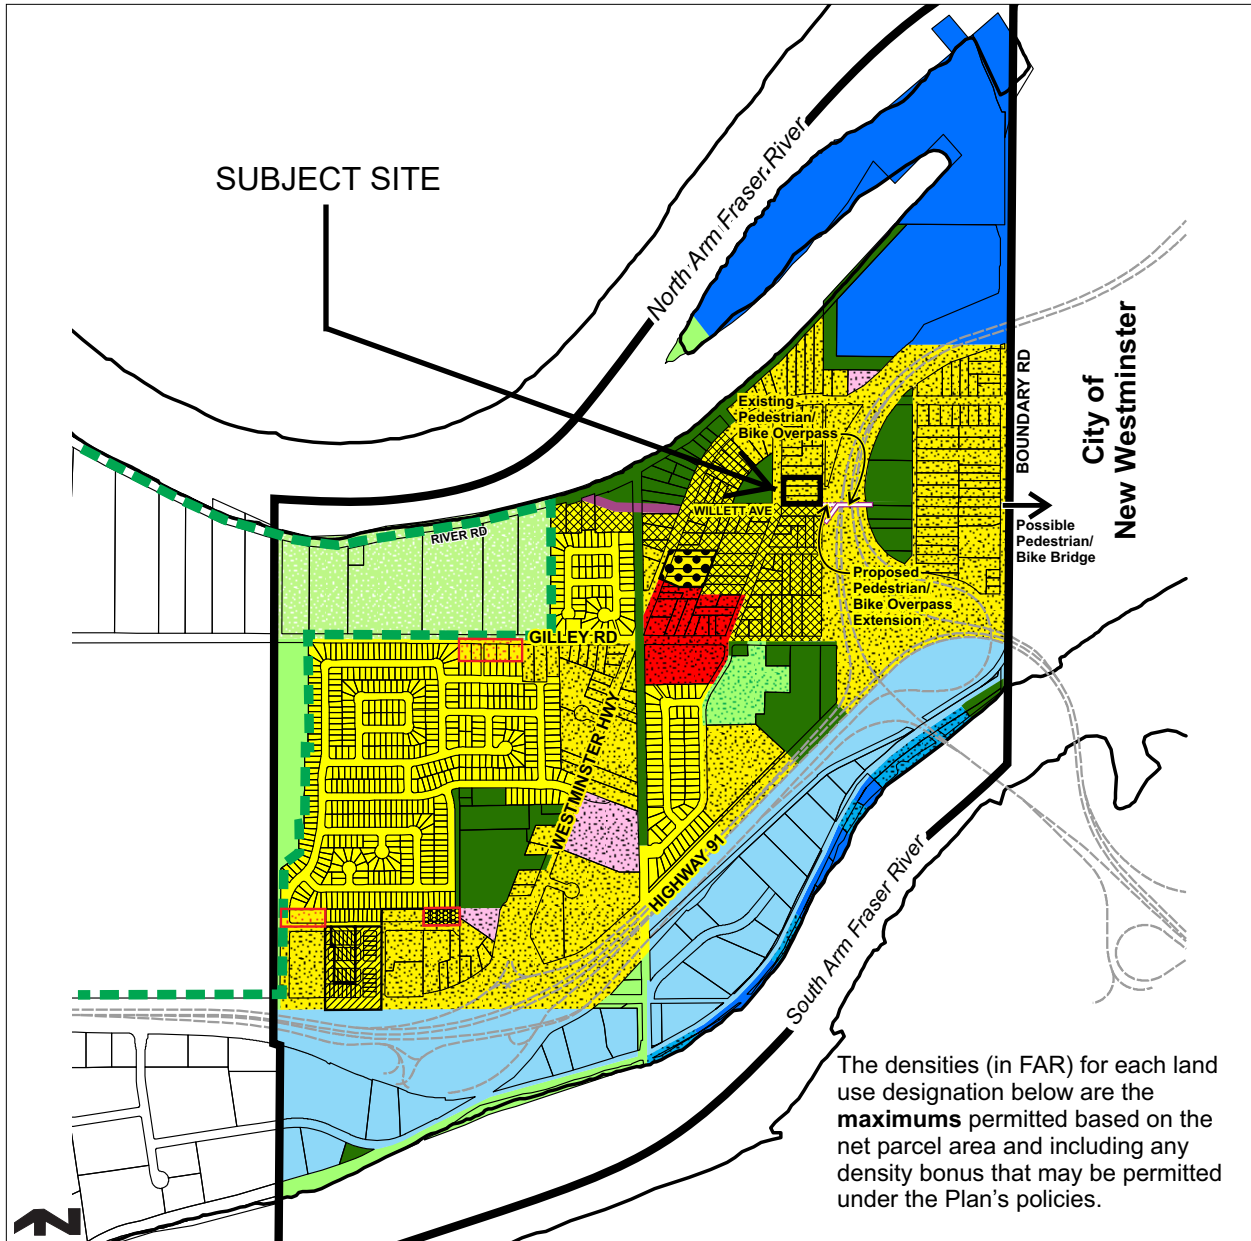 SUBJECT SITE
North Arm Fraser River
Existing
Pedestrian/
Bike Overpass
BOUNDARY RD
City of
New Westminster
WILLETT AVE
Possible
Pedestrian/
Bike Bridge
RIVER RD
Proposed
Pedestrian/
Bike Overpass
Extension
GILLEY RD
WESTMINSTER HWY
HIGHWAY 91
South Arm Fraser River
The densities (in FAR) for each land
use designation below are the
maximums permitted based on the
net parcel area and including any
density bonus that may be permitted
under the Plan’s policies.
N